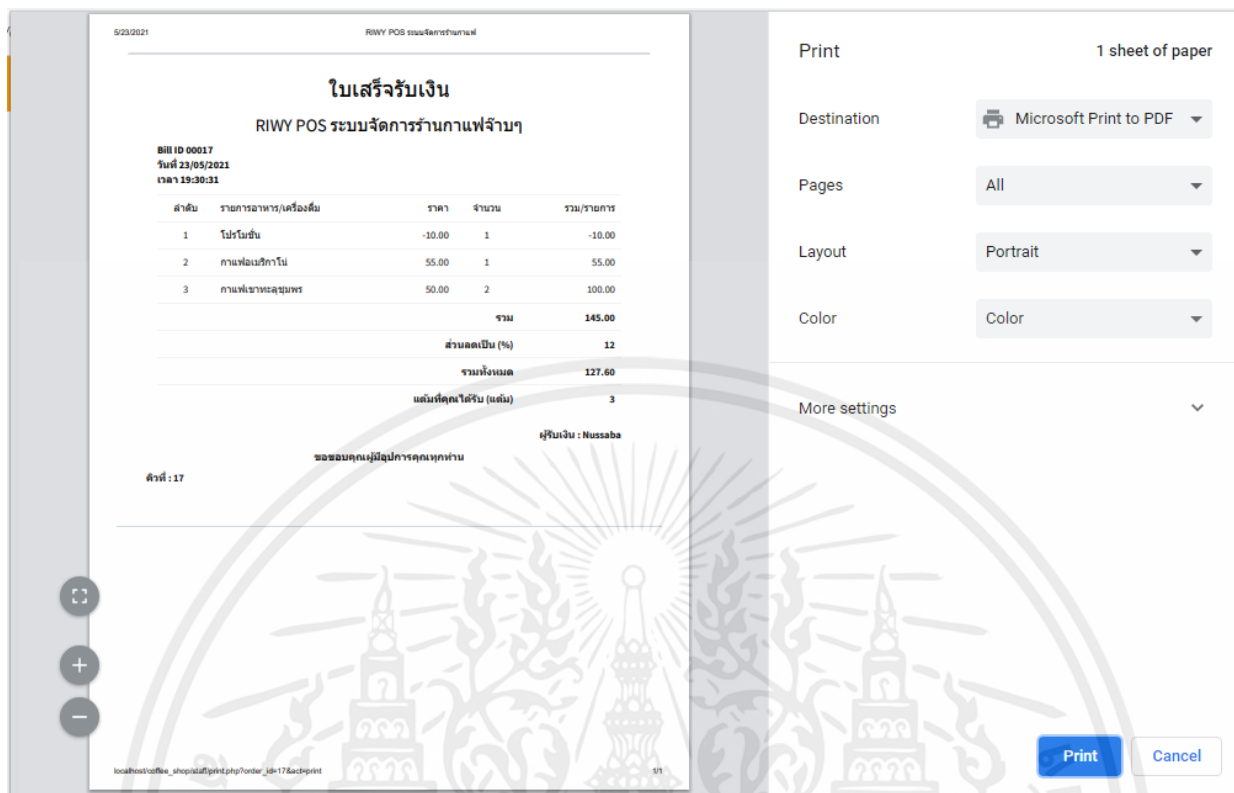 5/23/2021 RIWY POS ระบบจัดการร้านกาแฟ
ใบเสร็จรับเงิน
RIWY POS ระบบจัดการร้านกาแฟจ๊าบๆ
Bill ID 00017
วันที่ 23/05/2021
เวลา 19:30:31
ลำดับ รายการอาหาร/เครื่องดื่ม ราคา จำนวน รวม/รายการ
1 โปรโมชั่น -10.00 1 -10.00
2 กาแฟอเมริกาโน่ 55.00 1 55.00
3 กาแฟเขาทะลุชุมพร 50.00 2 100.00
รวม 145.00
ส่วนลดเป็น (%) 12
รวมทั้งหมด 127.60
แต้มที่คุณได้รับ (แต้ม) 3
ผู้รับเงิน : Nussaba
ขอขอบคุณผู้มีอุปการคุณทุกท่าน
คิวที่ : 17
localhost/coffee_shop/staff/print.php?order_id=17&act=print 1/1
Print 1 sheet of paper
Destination Microsoft Print to PDF
Pages All
Layout Portrait
Color Color
More settings
Print Cancel